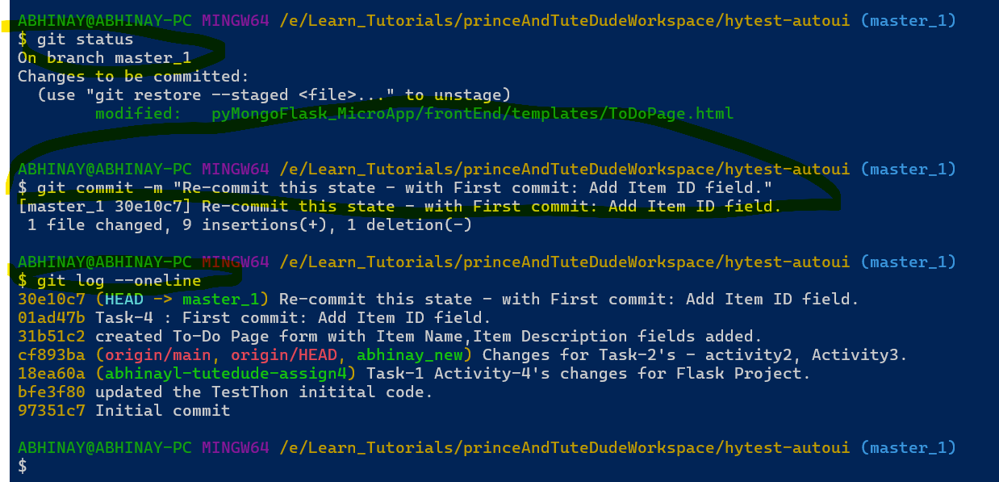 ABHINAY@ABHINAY-PC MINGW64 /e/Learn_Tutorials/princeAndTuteDudeWorkspace/hytest-autoui (master_1)
$ git status
On branch master_1
Changes to be committed:
  (use "git restore --staged <file>..." to unstage)
        modified:   pyMongoFlask_MicroApp/frontEnd/templates/ToDoPage.html
ABHINAY@ABHINAY-PC MINGW64 /e/Learn_Tutorials/princeAndTuteDudeWorkspace/hytest-autoui (master_1)
$ git commit -m "Re-commit this state - with First commit: Add Item ID field."
[master_1 30e10c7] Re-commit this state - with First commit: Add Item ID field.
 1 file changed, 9 insertions(+), 1 deletion(-)
ABHINAY@ABHINAY-PC MINGW64 /e/Learn_Tutorials/princeAndTuteDudeWorkspace/hytest-autoui (master_1)
$ git log --oneline
30e10c7 (HEAD -> master_1) Re-commit this state - with First commit: Add Item ID field.
01ad47b Task-4 : First commit: Add Item ID field.
31b51c2 created To-Do Page form with Item Name,Item Description fields added.
cf893ba (origin/main, origin/HEAD, abhinay_new) Changes for Task-2's - activity2, Activity3.
18ea60a (abhinayl-tutedude-assign4) Task-1 Activity-4's changes for Flask Project.
bfe3f80 updated the TestThon initital code.
97351c7 Initial commit
ABHINAY@ABHINAY-PC MINGW64 /e/Learn_Tutorials/princeAndTuteDudeWorkspace/hytest-autoui (master_1)
$